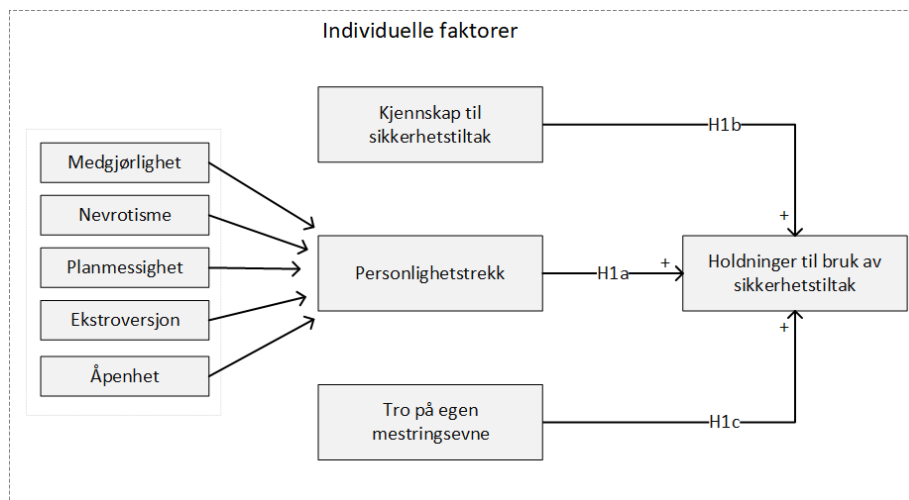 Individuelle faktorer
Kjennskap til
sikkerhetstiltak
H1b
+
Medgjørlighet
Nevrotisme
Planmessighet
Ekstroversjon
Åpenhet
Personlighetstrekk
H1a
+
Holdninger til bruk av
sikkerhetstiltak
+
Tro på egen
mestringsevne
H1c